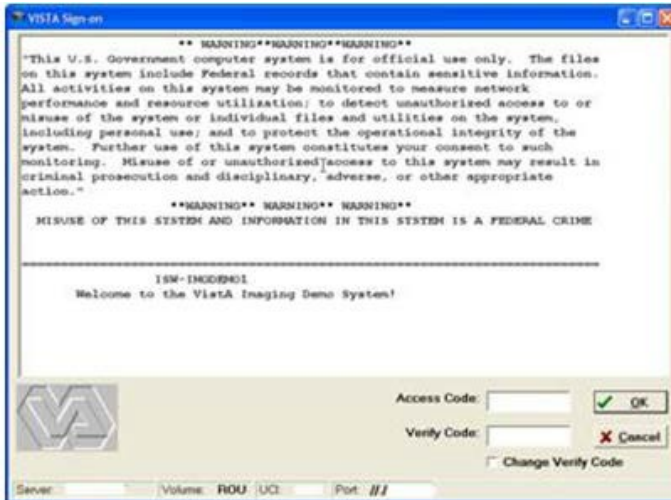 VISTA Sign-on
** WARNING**WARNING**WARNING**
"This U.S. Government computer system is for official use only.  The files
on this system include Federal records that contain sensitive information.
All activities on this system may be monitored to measure network
performance and resource utilization; to detect unauthorized access to or
misuse of the system or individual files and utilities on the system,
including personal use; and to protect the operational integrity of the
system.  Further use of this system constitutes your consent to such
monitoring.  Misuse of or unauthorized access to this system may result in
criminal prosecution and disciplinary, adverse, or other appropriate
action."
**WARNING** WARNING** WARNING**
MISUSE OF THIS SYSTEM AND INFORMATION IN THIS SYSTEM IS A FEDERAL CRIME
ISW-IMGDEMO1
Welcome to the VistA Imaging Demo System!
Access Code:
OK
Verify Code:
Cancel
Change Verify Code
Server: Volume: ROU UCI: Port: